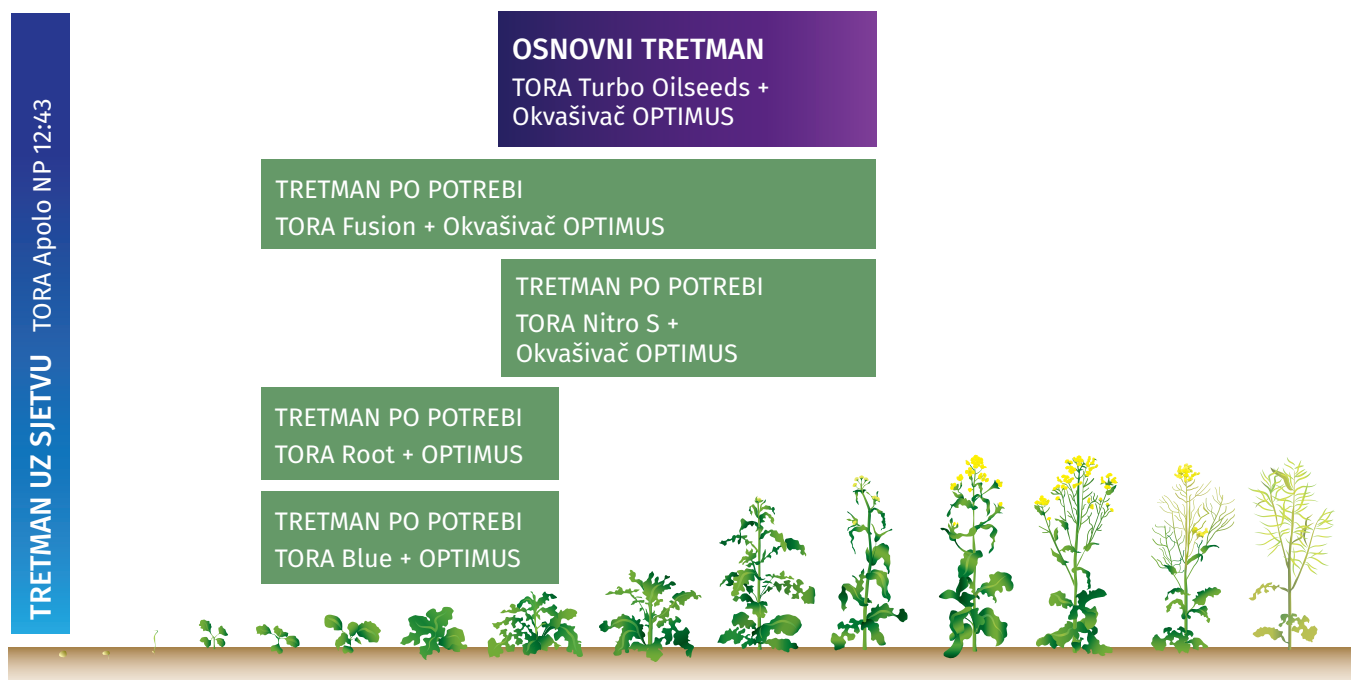 TRETMAN UZ SJETVU TORA Apolo NP 12:43
OSNOVNI TRETMAN
TORA Turbo Oilseeds +
Okvašivač OPTIMUS
TRETMAN PO POTREBI
TORA Fusion + Okvašivač OPTIMUS
TRETMAN PO POTREBI
TORA Nitro S +
Okvašivač OPTIMUS
TRETMAN PO POTREBI
TORA Root + OPTIMUS
TRETMAN PO POTREBI
TORA Blue + OPTIMUS